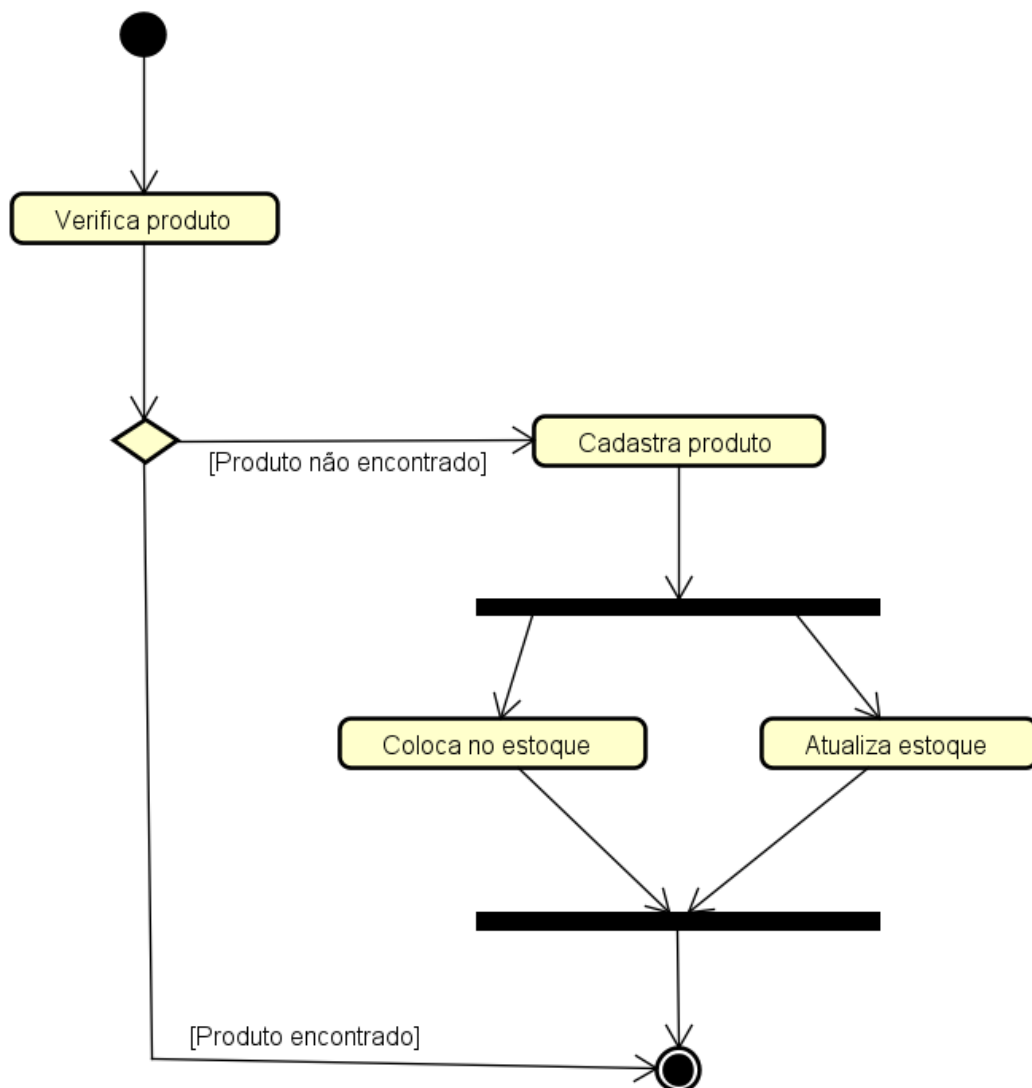 Verifica produto
Cadastra produto
[Produto não encontrado]
Coloca no estoque
Atualiza estoque
[Produto encontrado]